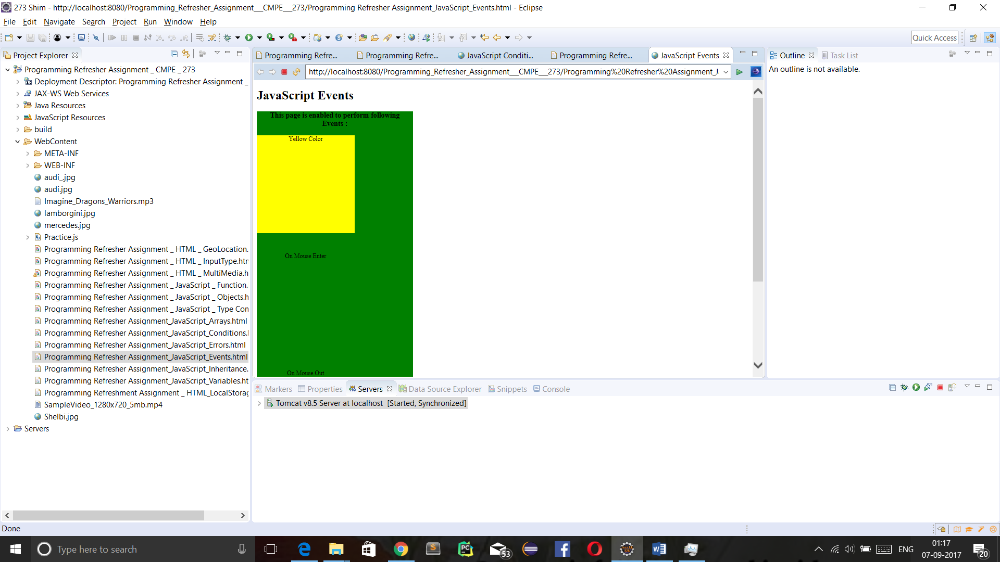 273 Shim - http://localhost:8080/Programming_Refresher_Assignment___CMPE___273/Programming Refresher Assignment_JavaScript_Events.html - Eclipse
File Edit Navigate Search Project Run Window Help
Quick Access
Project Explorer
Programming Refresher Assignment _ CMPE _ 273
Deployment Descriptor: Programming Refresher Assignment _
JAX-WS Web Services
Java Resources
JavaScript Resources
build
WebContent
META-INF
WEB-INF
audi_.jpg
audi.jpg
Imagine_Dragons_Warriors.mp3
lamborgini.jpg
mercedes.jpg
Practice.js
Programming Refresher Assignment _ HTML _ GeoLocation.
Programming Refresher Assignment _ HTML _ InputType.htm
Programming Refresher Assignment _ HTML _ MultiMedia.h
Programming Refresher Assignment _ JavaScript _ Function.
Programming Refresher Assignment _ JavaScript _ Objects.h
Programming Refresher Assignment _ JavaScript _ Type Con
Programming Refresher Assignment_JavaScript_Arrays.html
Programming Refresher Assignment_JavaScript_Conditions.
Programming Refresher Assignment_JavaScript_Errors.html
Programming Refresher Assignment_JavaScript_Events.html
Programming Refresher Assignment_JavaScript_Inheritance.
Programming Refresher Assignment_JavaScript_Variables.ht
Programming Refreshment Assignment _ HTML_LocalStorag
SampleVideo_1280x720_5mb.mp4
Shelbi.jpg
Servers
Programming Refre... Programming Refre... JavaScript Conditi... Programming Refre... JavaScript Events
http://localhost:8080/Programming_Refresher_Assignment___CMPE___273/Programming%20Refresher%20Assignment_J
JavaScript Events
This page is enabled to perform following
Events :
Yellow Color
On Mouse Enter
On Mouse Out
Outline Task List
An outline is not available.
Markers Properties Servers Data Source Explorer Snippets Console
Tomcat v8.5 Server at localhost [Started, Synchronized]
Done
Type here to search
PC
53
JAVA EE
IDE
ENG
01:17
07-09-2017
20